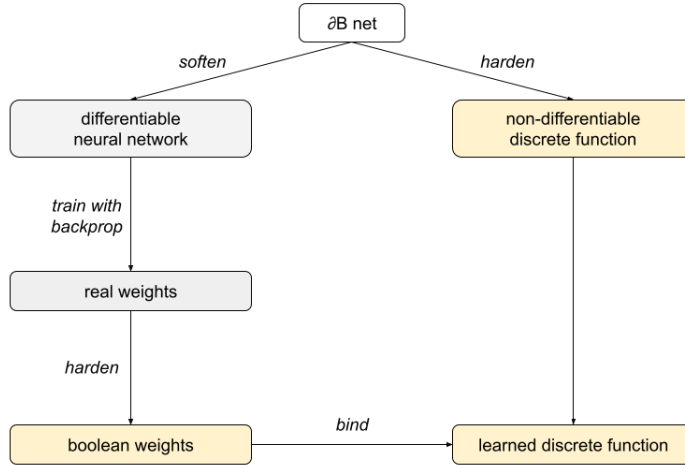 ∂B net
soften
harden
differentiable
neural network
non-differentiable
discrete function
train with
backprop
real weights
harden
bind
boolean weights
learned discrete function